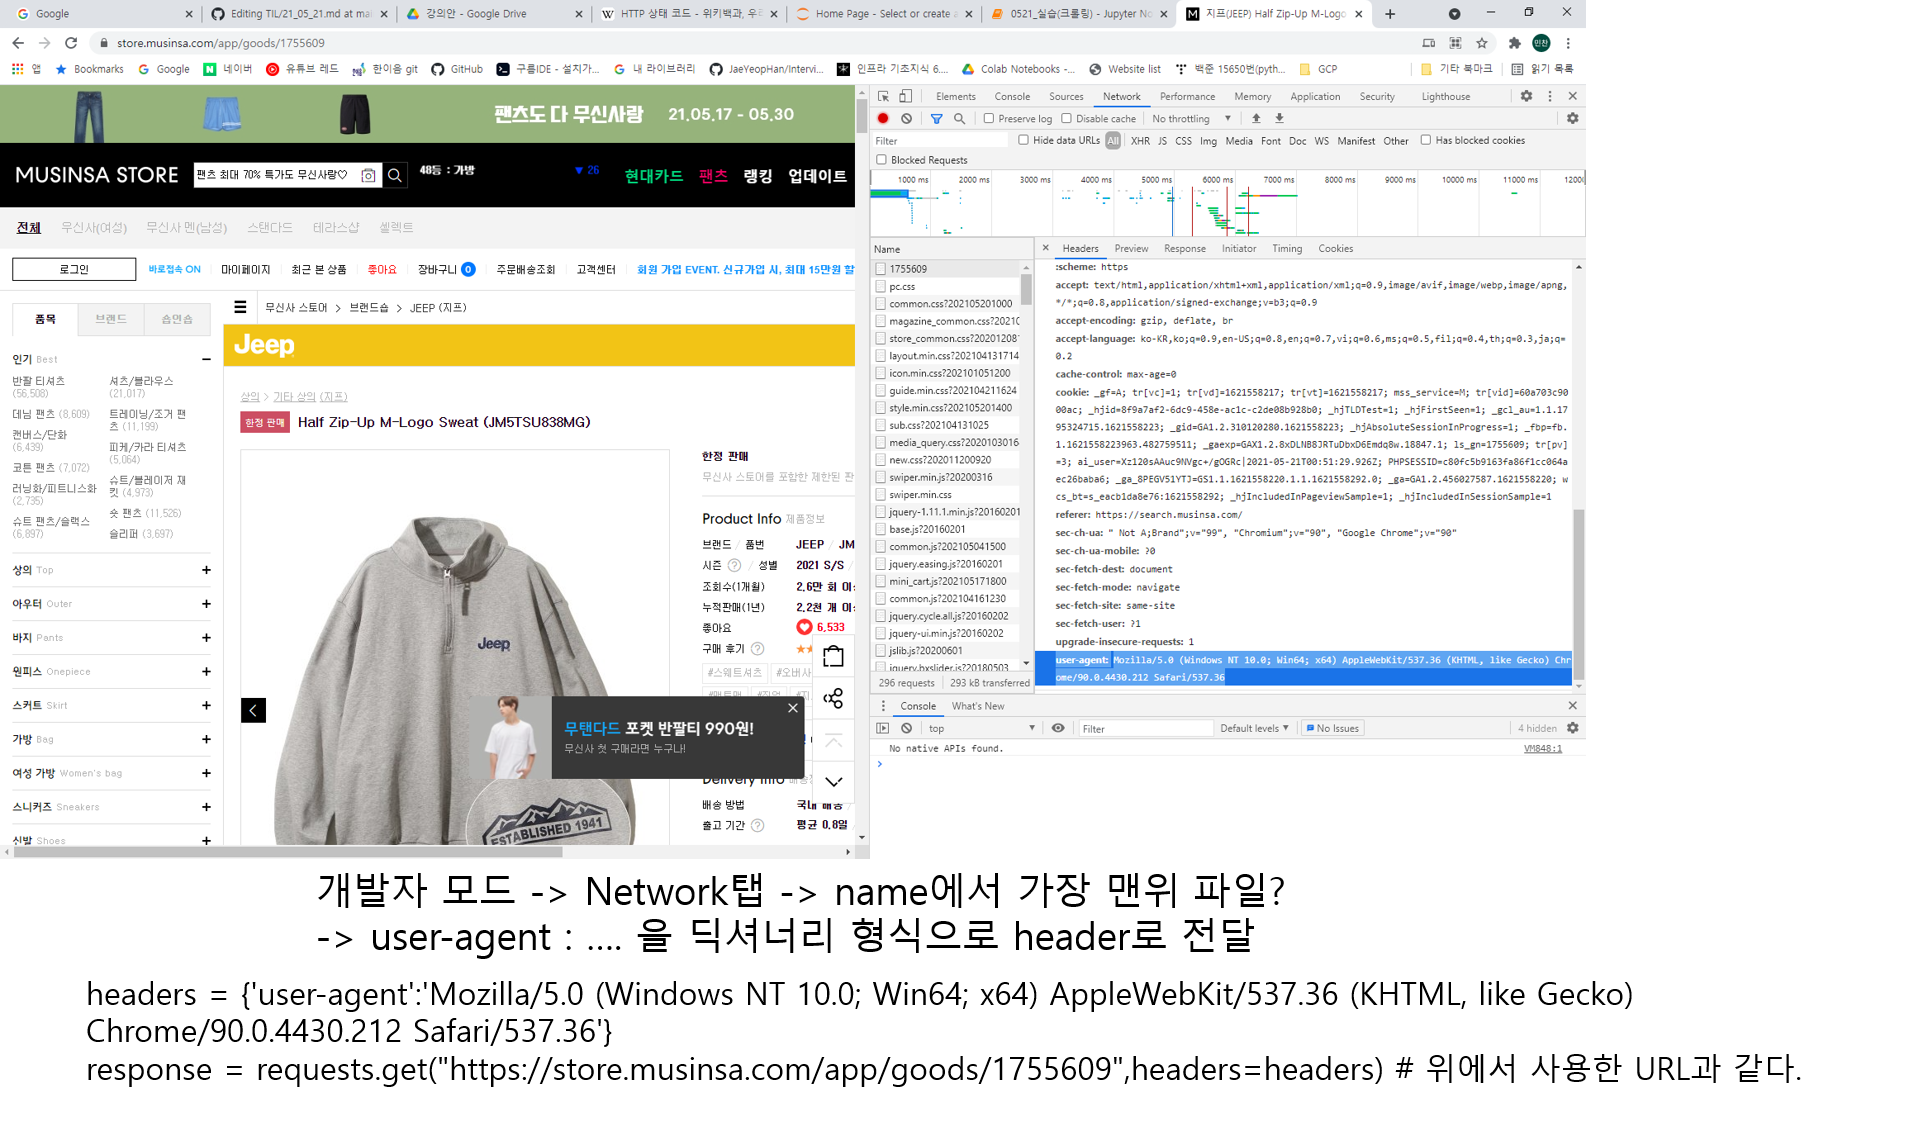 Google
Editing TIL/21_05_21.md at mai
강의안 - Google Drive
HTTP 상태 코드 - 위키백과, 우리
Home Page - Select or create a
0521_실습(크롤링) - Jupyter No
지프(JEEP) Half Zip-Up M-Logo
store.musinsa.com/app/goods/1755609
앱
Bookmarks
Google
네이버
유튜브 레드
한이음 git
GitHub
구름IDE - 설치가...
내 라이브러리
JaeYeopHan/Intervi...
인프라 기초지식 6....
Colab Notebooks -...
Website list
백준 15650번(pyth...
GCP
기타 북마크
읽기 목록
팬츠도 다 무신사랑 21.05.17 - 05.30
MUSINSA STORE
팬츠 최대 70% 특가도 무신사랑♡
48등 : 가방
▼ 26
현대카드 팬츠 랭킹 업데이트
전체 우신사(여성) 무신사 멘(남성) 스탠다드 테라스샵 셀렉트
로그인
바로접속 ON
마이페이지
최근 본 상품
좋아요
장바구니 0
주문배송조회
고객센터
회원 가입 EVENT. 신규가입 시, 최대 15만원 할
품목 브랜드 숍인숍
무신사 스토어 > 브랜드숍 > JEEP (지프)
Jeep
인기 Best
반팔 티셔츠 (56,508)
데님 팬츠 (8,609)
캔버스/단화 (6,439)
코튼 팬츠 (7,072)
러닝화/피트니스화 (2,735)
슈트 팬츠/슬랙스 (6,897)
셔츠/블라우스 (21,017)
트레이닝/조거 팬츠 (11,199)
피케/카라 티셔츠 (5,064)
슈트/블레이저 재킷 (4,973)
숏 팬츠 (11,526)
슬리퍼 (3,697)
상의 Top
아우터 Outer
바지 Pants
원피스 Onepiece
스커트 Skirt
가방 Bag
여성 가방 Women's bag
스니커즈 Sneakers
신발 Shoes
상의 > 기타 상의 (지프)
한정 판매 Half Zip-Up M-Logo Sweat (JM5TSU838MG)
Jeep
ESTABLISHED 1941
한정 판매
무신사 스토어를 포함한 제한된 판
Product Info 제품정보
브랜드 / 품번 JEEP / JM
시즌 ? / 성별 2021 S/S /
조회수(1개월) 2.6만 회 이상
누적판매(1년) 2.2천 개 이상
좋아요 6,533
구매 후기 ?
#스웨트셔츠 #오버사
무탠다드 포켓 반팔티 990원!
무신사 첫 구매라면 누구나!
Delivery Info
배송 방법 국내 배송
출고 기간 ? 평균 0.8일
Elements Console Sources Network Performance Memory Application Security Lighthouse
Preserve log Disable cache No throttling
Filter Hide data URLs All XHR JS CSS Img Media Font Doc WS Manifest Other Has blocked cookies
Blocked Requests
1000 ms 2000 ms 3000 ms 4000 ms 5000 ms 6000 ms 7000 ms 8000 ms 9000 ms 10000 ms 11000 ms 1200
Name
1755609
pc.css
common.css?202105201000
magazine_common.css?2021
store_common.css?20201208
layout.min.css?202104131714
icon.min.css?202101051200
guide.min.css?202104211624
style.min.css?202105201400
sub.css?202104131025
media_query.css?2020103016
new.css?202011200920
swiper.min.js?20200316
swiper.min.css
jquery-1.11.1.min.js?20160201
base.js?20160201
common.js?202105041500
jquery.easing.js?20160201
mini_cart.js?202105171800
common.js?202104161230
jquery.cycle.all.js?20160202
jquery-ui.min.js?20160202
jslib.js?20200601
jquery.bxslider.js?20180503
296 requests 293 kB transferred
Headers Preview Response Initiator Timing Cookies
:scheme: https
accept: text/html,application/xhtml+xml,application/xml;q=0.9,image/avif,image/webp,image/apng,
*/*;q=0.8,application/signed-exchange;v=b3;q=0.9
accept-encoding: gzip, deflate, br
accept-language: ko-KR,ko;q=0.9,en-US;q=0.8,en;q=0.7,vi;q=0.6,ms;q=0.5,fil;q=0.4,th;q=0.3,ja;q=
0.2
cache-control: max-age=0
cookie: _gf=A; tr[vc]=1; tr[vd]=1621558217; tr[vt]=1621558217; mss_service=M; tr[vid]=60a703c90
00ac; _hjid=8f9a7af2-6dc9-458e-ac1c-c2de08b928b0; _hjTLDTest=1; _hjFirstSeen=1; _gcl_au=1.1.17
95324715.1621558223; _gid=GA1.2.310120280.1621558223; _hjAbsoluteSessionInProgress=1; _fbp=fb.
1.1621558223963.482759511; _gaexp=GAX1.2.8xDLNB8JRTuDbxD6Emdq8w.18847.1; ls_gn=1755609; tr[pv]
=3; ai_user=Xz120sAAuc9NVgc+/gOGRc|2021-05-21T00:51:29.926Z; PHPSESSID=c80fc5b9163fa86f1cc064a
ec26baba6; _ga_8PEGV51YTJ=GS1.1.1621558220.1.1.1621558292.0; _ga=GA1.2.456027587.1621558220; w
cs_bt=s_eacb1da8e76:1621558292; _hjIncludedInPageviewSample=1; _hjIncludedInSessionSample=1
referer: https://search.musinsa.com/
sec-ch-ua: " Not A;Brand";v="99", "Chromium";v="90", "Google Chrome";v="90"
sec-ch-ua-mobile: ?0
sec-fetch-dest: document
sec-fetch-mode: navigate
sec-fetch-site: same-site
sec-fetch-user: ?1
upgrade-insecure-requests: 1
user-agent: Mozilla/5.0 (Windows NT 10.0; Win64; x64) AppleWebKit/537.36 (KHTML, like Gecko) Chr
ome/90.0.4430.212 Safari/537.36
Console What's New
top Filter Default levels ▼ No Issues 4 hidden
No native APIs found. VM848:1
개발자 모드 -> Network탭 -> name에서 가장 맨위 파일?
-> user-agent : .... 을 딕셔너리 형식으로 header로 전달
headers = {'user-agent':'Mozilla/5.0 (Windows NT 10.0; Win64; x64) AppleWebKit/537.36 (KHTML, like Gecko)
Chrome/90.0.4430.212 Safari/537.36'}
response = requests.get("https://store.musinsa.com/app/goods/1755609",headers=headers) # 위에서 사용한 URL과 같다.